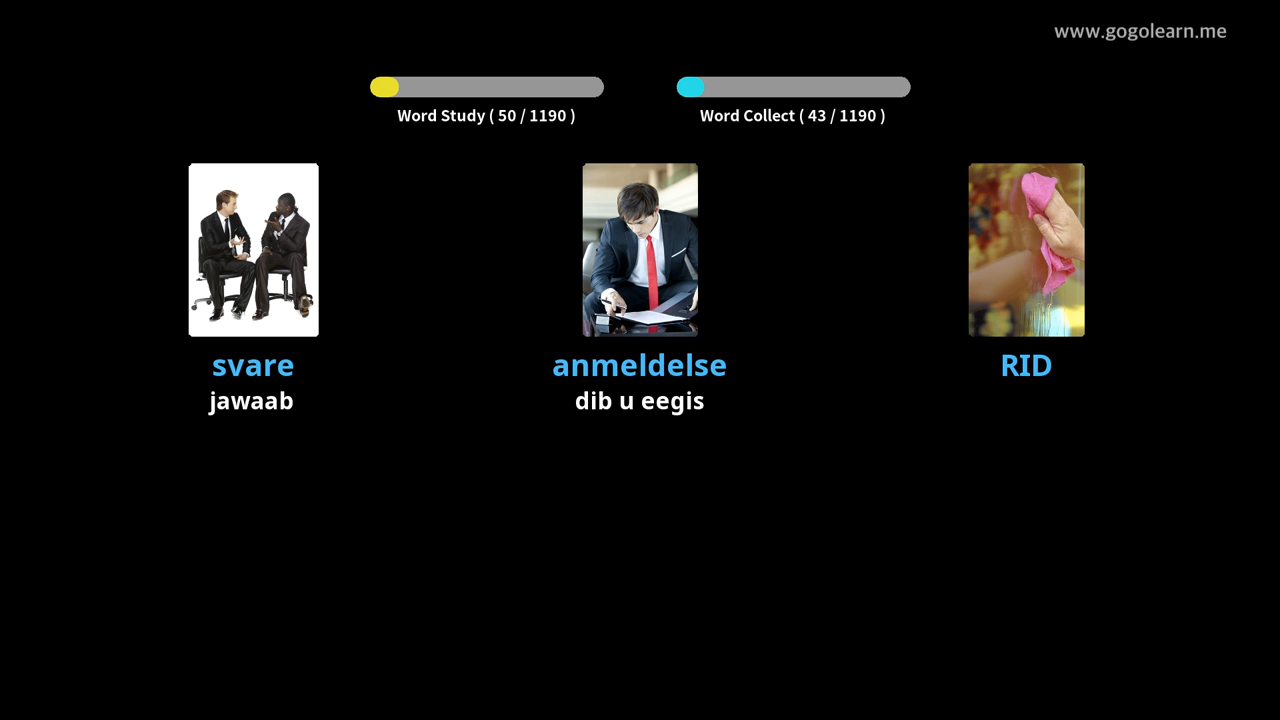 www.gogolearn.me
Word Study ( 50 / 1190 )
Word Collect ( 43 / 1190 )
svare
jawaab
anmeldelse
dib u eegis
RID